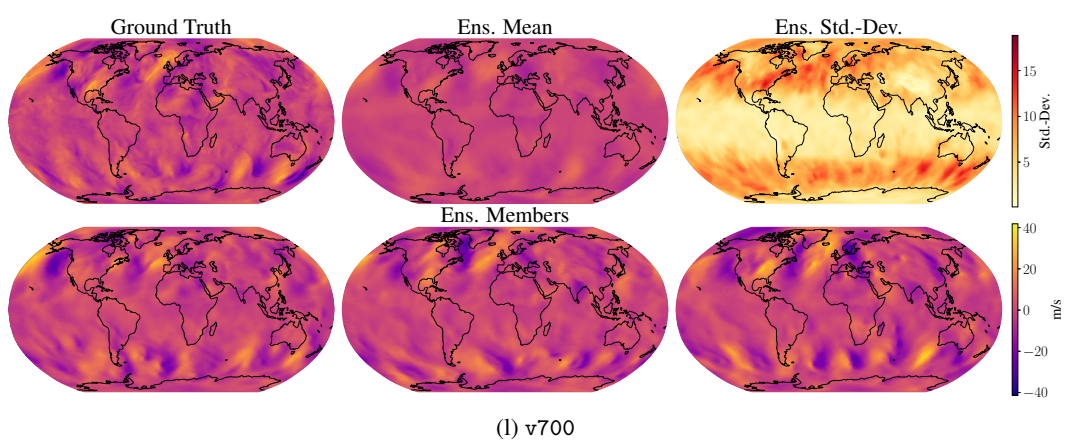 Ground Truth
Ens. Mean
Ens. Std.-Dev.
15
10
5
Std.-Dev.
Ens. Members
40
20
0
−20
−40
m/s
(l) v700